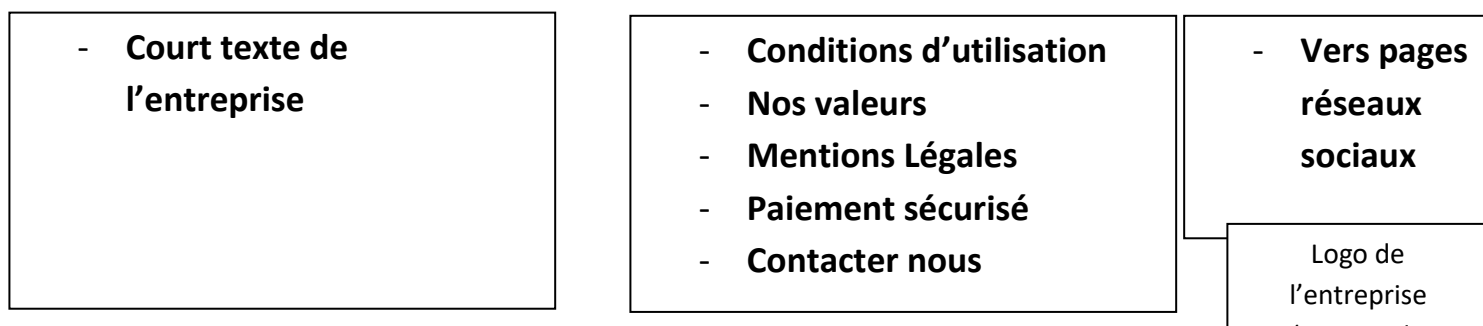 - Court texte de
l’entreprise
- Conditions d’utilisation
- Nos valeurs
- Mentions Légales
- Paiement sécurisé
- Contacter nous
- Vers pages
réseaux
sociaux
Logo de
l’entreprise